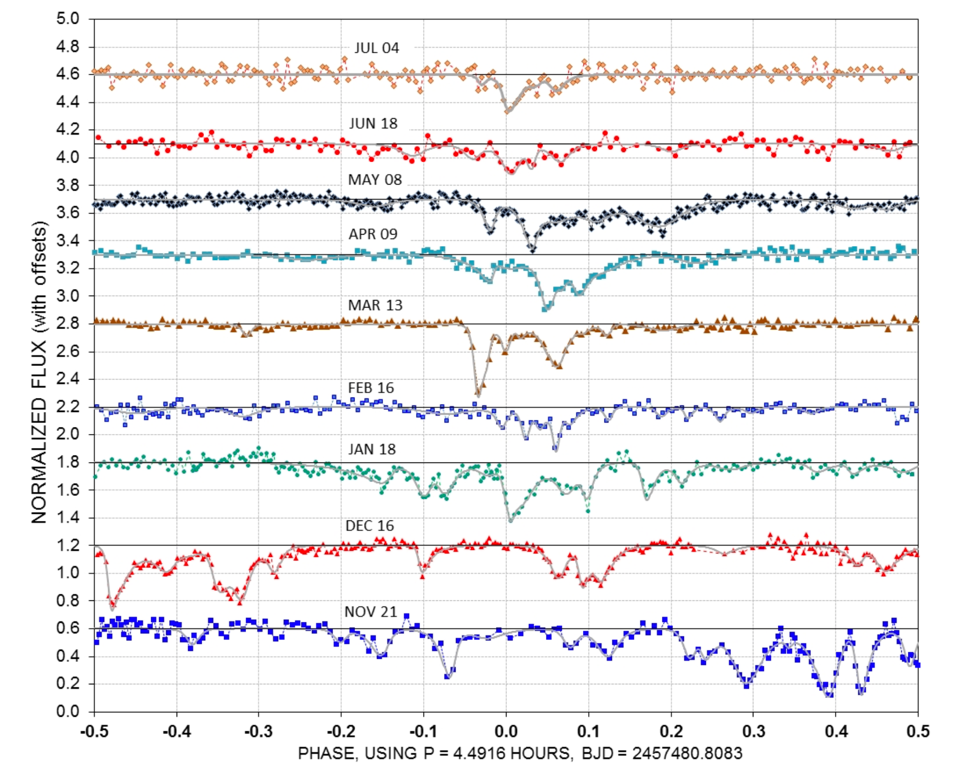 5.0
4.8
JUL 04
4.6
4.4
4.2
JUN 18
4.0
3.8
MAY 08
3.6
3.4
APR 09
3.2
3.0
MAR 13
2.8
2.6
2.4
FEB 16
2.2
2.0
JAN 18
1.8
1.6
1.4
DEC 16
1.2
1.0
0.8
NOV 21
0.6
0.4
0.2
0.0
NORMALIZED FLUX (with offsets)
-0.5 -0.4 -0.3 -0.2 -0.1 0.0 0.1 0.2 0.3 0.4 0.5
PHASE, USING P = 4.4916 HOURS, BJD = 2457480.8083